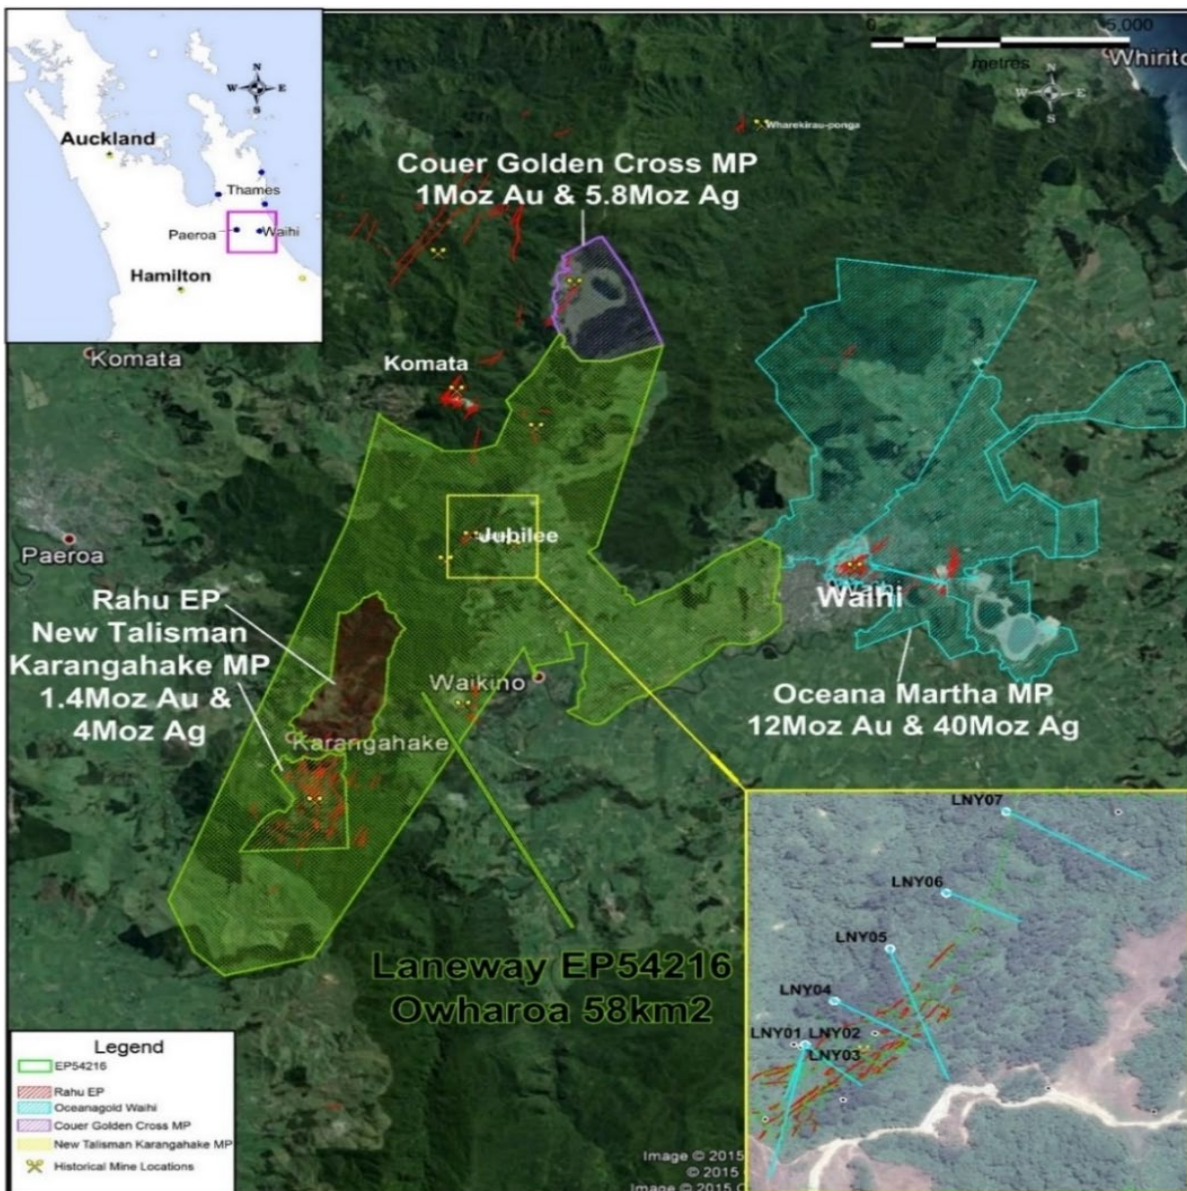 Auckland
Thames
Paeroa
Waihi
Hamilton
N
W E
S
0 5,000
metres
Whirito
N
W E
S
Wharekirau-ponga
Couer Golden Cross MP
1Moz Au & 5.8Moz Ag
Komata
Komata
Jubilee
Paeroa
Rahu EP
New Talisman
Karangahake MP
1.4Moz Au &
4Moz Ag
Waikino
Karangahake
Waihi
Waihi
Oceana Martha MP
12Moz Au & 40Moz Ag
Laneway EP54216
Owharoa 58km2
LNY07
LNY06
LNY05
LNY04
LNY01 LNY02
LNY03
Legend
EP54216
Rahu EP
Oceanagold Waihi
Couer Golden Cross MP
New Talisman Karangahake MP
Historical Mine Locations
Image © 2015
© 2015
Image © 2015